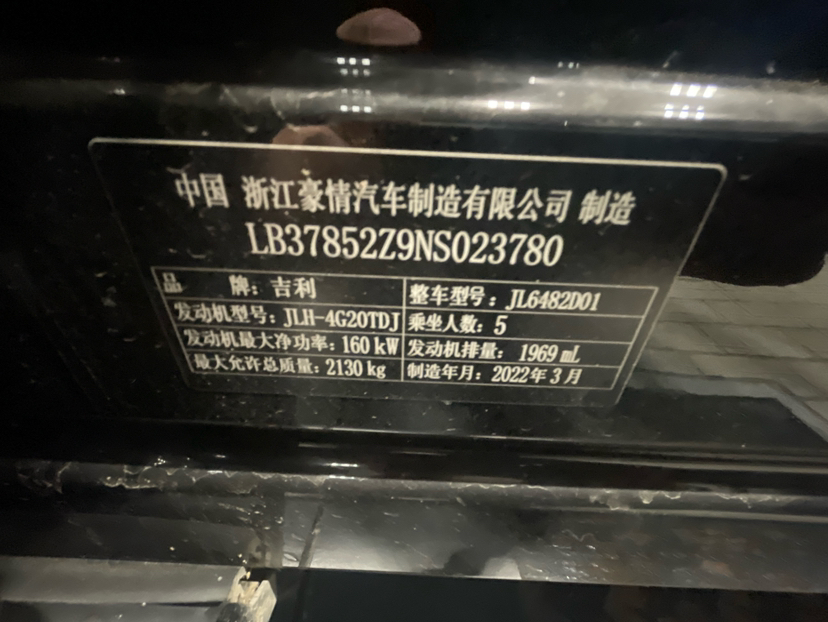 中国 浙江豪情汽车制造有限公司 制造
LB37852Z9NS023780
品 牌：吉利 整车型号：JL6482D01
发动机型号：JLH-4G20TDJ 乘坐人数：5
发动机最大净功率：160 kW 发动机排量：1969 mL
最大允许总质量：2130 kg 制造年月：2022年3月